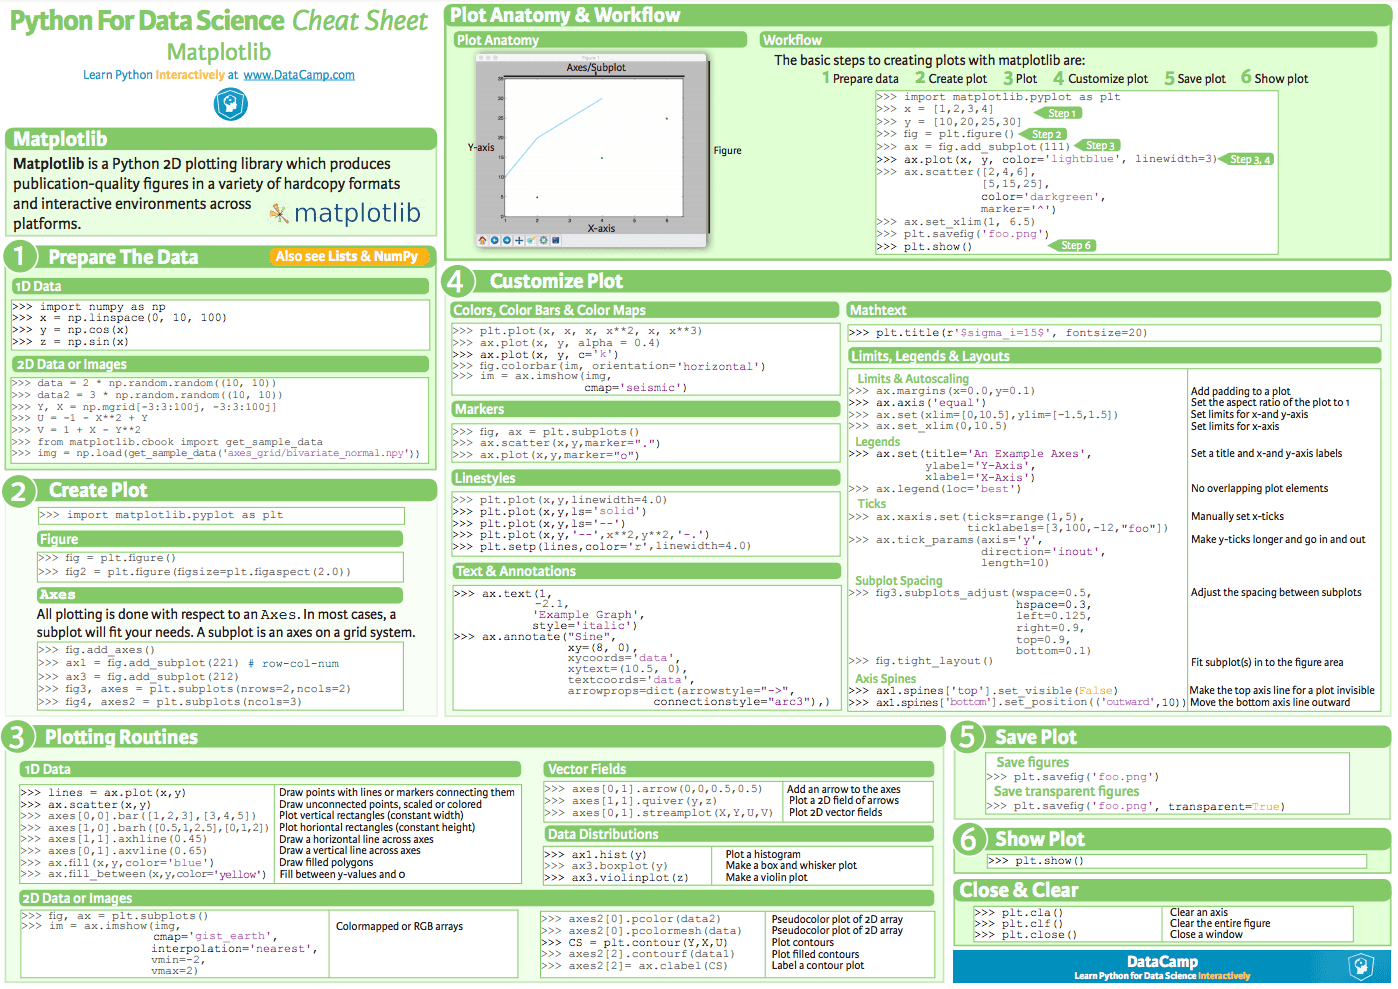 Python For Data Science Cheat Sheet
Matplotlib
Learn Python Interactively at www.DataCamp.com
Matplotlib
Matplotlib is a Python 2D plotting library which produces
publication-quality figures in a variety of hardcopy formats
and interactive environments across
platforms.
matplotlib
1 Prepare The Data
Also see Lists & NumPy
1D Data
>>> import numpy as np
>>> x = np.linspace(0, 10, 100)
>>> y = np.cos(x)
>>> z = np.sin(x)
2D Data or Images
>>> data = 2 * np.random.random((10, 10))
>>> data2 = 3 * np.random.random((10, 10))
>>> Y, X = np.mgrid[-3:3:100j, -3:3:100j]
>>> U = -1 - X**2 + Y
>>> V = 1 + X - Y**2
>>> from matplotlib.cbook import get_sample_data
>>> img = np.load(get_sample_data('axes_grid/bivariate_normal.npy'))
2 Create Plot
>>> import matplotlib.pyplot as plt
Figure
>>> fig = plt.figure()
>>> fig2 = plt.figure(figsize=plt.figaspect(2.0))
Axes
All plotting is done with respect to an Axes. In most cases, a
subplot will fit your needs. A subplot is an axes on a grid system.
>>> fig.add_axes()
>>> ax1 = fig.add_subplot(221) # row-col-num
>>> ax3 = fig.add_subplot(212)
>>> fig3, axes = plt.subplots(nrows=2,ncols=2)
>>> fig4, axes2 = plt.subplots(ncols=3)
Plot Anatomy & Workflow
Plot Anatomy
Figure 1
Axes/Subplot
Y-axis
Figure
X-axis
35
30
25
20
15
10
5
0
1
2
3
4
5
6
Workflow
The basic steps to creating plots with matplotlib are:
1 Prepare data 2 Create plot 3 Plot 4 Customize plot 5 Save plot 6 Show plot
>>> import matplotlib.pyplot as plt
>>> x = [1,2,3,4]
>>> y = [10,20,25,30] Step 1
>>> fig = plt.figure() Step 2
>>> ax = fig.add_subplot(111) Step 3
>>> ax.plot(x, y, color='lightblue', linewidth=3) Step 3, 4
>>> ax.scatter([2,4,6],
[5,15,25],
color='darkgreen',
marker='^')
>>> ax.set_xlim(1, 6.5)
>>> plt.savefig('foo.png')
>>> plt.show() Step 6
4 Customize Plot
Colors, Color Bars & Color Maps
>>> plt.plot(x, x, x, x**2, x, x**3)
>>> ax.plot(x, y, alpha = 0.4)
>>> ax.plot(x, y, c='k')
>>> fig.colorbar(im, orientation='horizontal')
>>> im = ax.imshow(img,
cmap='seismic')
Markers
>>> fig, ax = plt.subplots()
>>> ax.scatter(x,y,marker=".")
>>> ax.plot(x,y,marker="o")
Linestyles
>>> plt.plot(x,y,linewidth=4.0)
>>> plt.plot(x,y,ls='solid')
>>> plt.plot(x,y,ls='--')
>>> plt.plot(x,y,'--',x**2,y**2,'-.')
>>> plt.setp(lines,color='r',linewidth=4.0)
Text & Annotations
>>> ax.text(1,
-2.1,
'Example Graph',
style='italic')
>>> ax.annotate("Sine",
xy=(8, 0),
xycoords='data',
xytext=(10.5, 0),
textcoords='data',
arrowprops=dict(arrowstyle="->",
connectionstyle="arc3"),)
Mathtext
>>> plt.title(r'$sigma_i=15$', fontsize=20)
Limits, Legends & Layouts
Limits & Autoscaling
>>> ax.margins(x=0.0,y=0.1) Add padding to a plot
>>> ax.axis('equal') Set the aspect ratio of the plot to 1
>>> ax.set(xlim=[0,10.5],ylim=[-1.5,1.5]) Set limits for x-and y-axis
>>> ax.set_xlim(0,10.5) Set limits for x-axis
Legends
>>> ax.set(title='An Example Axes', Set a title and x-and y-axis labels
ylabel='Y-Axis',
xlabel='X-Axis')
>>> ax.legend(loc='best') No overlapping plot elements
Ticks
>>> ax.xaxis.set(ticks=range(1,5), Manually set x-ticks
ticklabels=[3,100,-12,"foo"])
>>> ax.tick_params(axis='y', Make y-ticks longer and go in and out
direction='inout',
length=10)
Subplot Spacing
>>> fig3.subplots_adjust(wspace=0.5, Adjust the spacing between subplots
hspace=0.3,
left=0.125,
right=0.9,
top=0.9,
bottom=0.1)
>>> fig.tight_layout() Fit subplot(s) in to the figure area
Axis Spines
>>> ax1.spines['top'].set_visible(False) Make the top axis line for a plot invisible
>>> ax1.spines['bottom'].set_position(('outward',10)) Move the bottom axis line outward
3 Plotting Routines
1D Data
>>> lines = ax.plot(x,y) Draw points with lines or markers connecting them
>>> ax.scatter(x,y) Draw unconnected points, scaled or colored
>>> axes[0,0].bar([1,2,3],[3,4,5]) Plot vertical rectangles (constant width)
>>> axes[1,0].barh([0.5,1,2.5],[0,1,2]) Plot horiontal rectangles (constant height)
>>> axes[1,1].axhline(0.45) Draw a horizontal line across axes
>>> axes[0,1].axvline(0.65) Draw a vertical line across axes
>>> ax.fill(x,y,color='blue') Draw filled polygons
>>> ax.fill_between(x,y,color='yellow') Fill between y-values and 0
2D Data or Images
>>> fig, ax = plt.subplots()
>>> im = ax.imshow(img, Colormapped or RGB arrays
cmap='gist_earth',
interpolation='nearest',
vmin=-2,
vmax=2)
Vector Fields
>>> axes[0,1].arrow(0,0,0.5,0.5) Add an arrow to the axes
>>> axes[1,1].quiver(y,z) Plot a 2D field of arrows
>>> axes[0,1].streamplot(X,Y,U,V) Plot 2D vector fields
Data Distributions
>>> ax1.hist(y) Plot a histogram
>>> ax3.boxplot(y) Make a box and whisker plot
>>> ax3.violinplot(z) Make a violin plot
>>> axes2[0].pcolor(data2) Pseudocolor plot of 2D array
>>> axes2[0].pcolormesh(data) Pseudocolor plot of 2D array
>>> CS = plt.contour(Y,X,U) Plot contours
>>> axes2[2].contourf(data1) Plot filled contours
>>> axes2[2]= ax.clabel(CS) Label a contour plot
5 Save Plot
Save figures
>>> plt.savefig('foo.png')
Save transparent figures
>>> plt.savefig('foo.png', transparent=True)
6 Show Plot
>>> plt.show()
Close & Clear
>>> plt.cla() Clear an axis
>>> plt.clf() Clear the entire figure
>>> plt.close() Close a window
DataCamp
Learn Python for Data Science Interactively